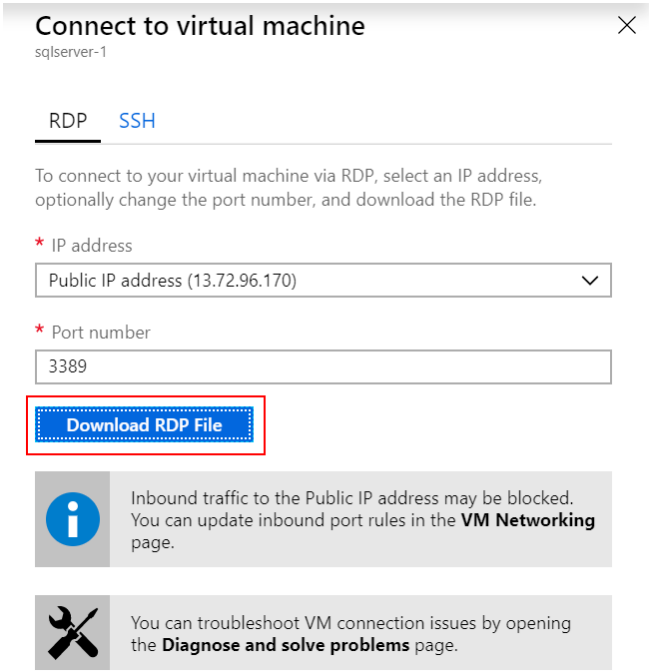 Connect to virtual machine
sqlserver-1
RDP SSH
To connect to your virtual machine via RDP, select an IP address,
optionally change the port number, and download the RDP file.
* IP address
Public IP address (13.72.96.170)
* Port number
3389
Download RDP File
Inbound traffic to the Public IP address may be blocked.
You can update inbound port rules in the VM Networking
page.
You can troubleshoot VM connection issues by opening
the Diagnose and solve problems page.